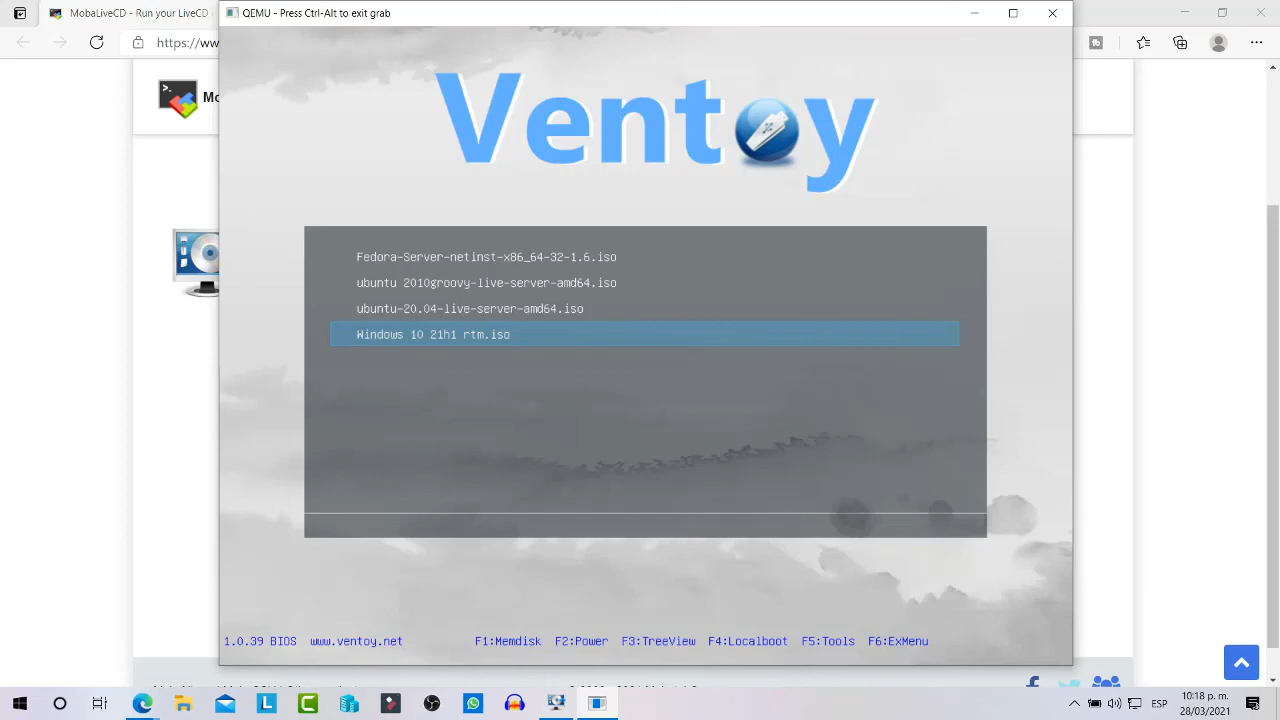 MobaLiveCD - M
QEMU - Press Ctrl-Alt to exit grab
https://ww
Mo
Ventoy
Fedora-Server-netinst-x86_64-32-1.6.iso
ubuntu 2010groovy-live-server-amd64.iso
ubuntu-20.04-live-server-amd64.iso
Windows 10 21h1 rtm.iso
1.0.39 BIOS www.ventoy.net F1:Memdisk F2:Power F3:TreeView F4:Localboot F5:Tools F6:ExMenu
ESP
10:18 p. m.
28/03/2021